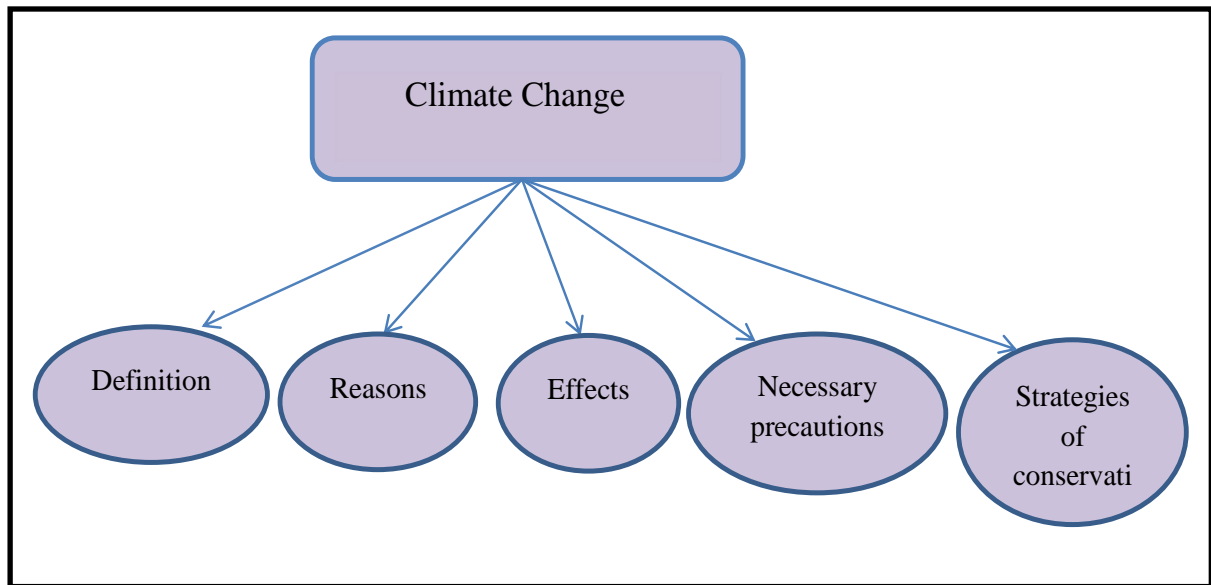 Climate Change
Definition
Reasons
Effects
Necessary
precautions
Strategies
of
conservati